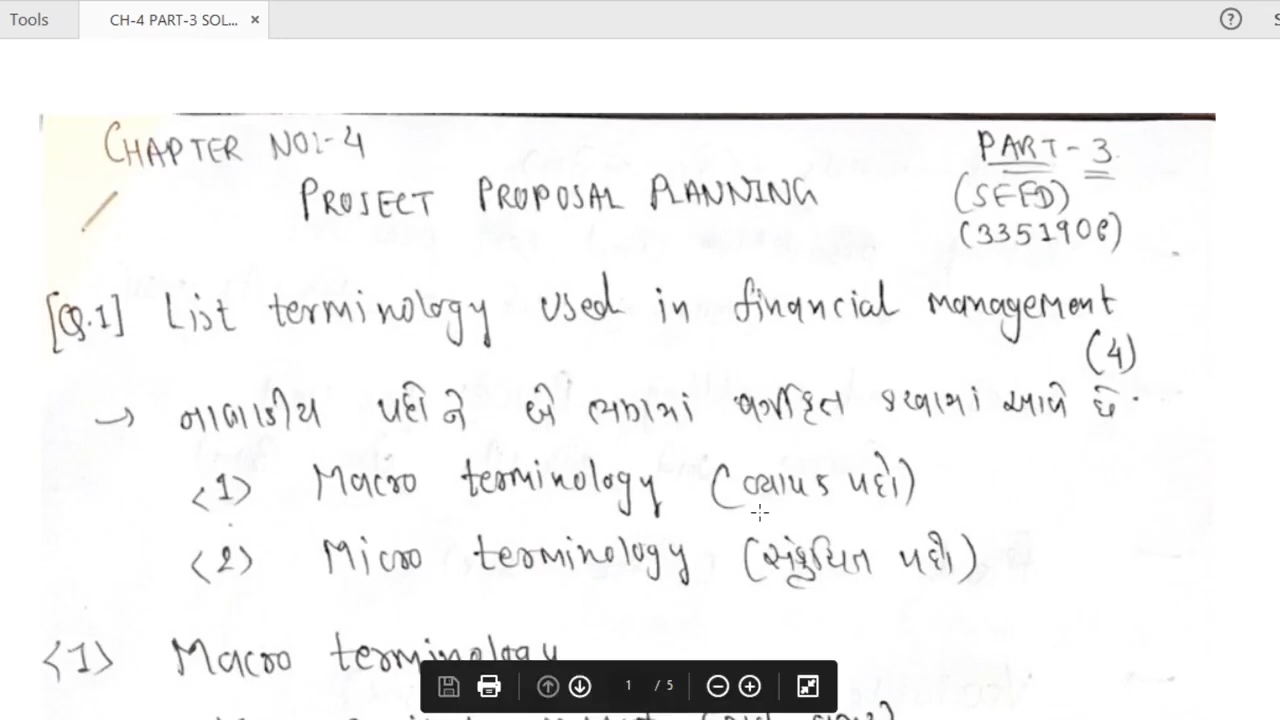 Tools
CH-4 PART-3 SOL...
CHAPTER NO:-4
PART-3
PROJECT PROPOSAL PLANNING
(SEFD)
(3351906)
[Q.1] List terminology used in financial management
(4)
→ નાણાકીય પદોને બે ભાગમાં વર્ગીકૃત કરવામાં આવે છે.
<1> Macro terminology (વ્યાપક પદો)
<2> Micro terminology (સંકુચિત પદો)
<1> Macro terminology
1 / 5